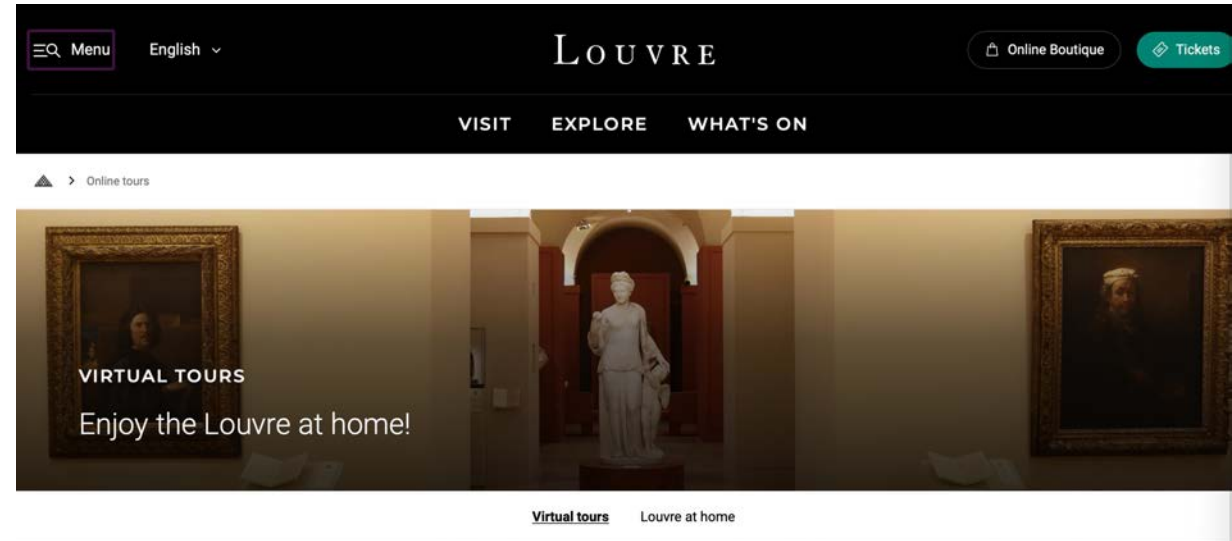 Menu
English
LOUVRE
Online Boutique
Tickets
VISIT
EXPLORE
WHAT'S ON
Online tours
VIRTUAL TOURS
Enjoy the Louvre at home!
Virtual tours
Louvre at home